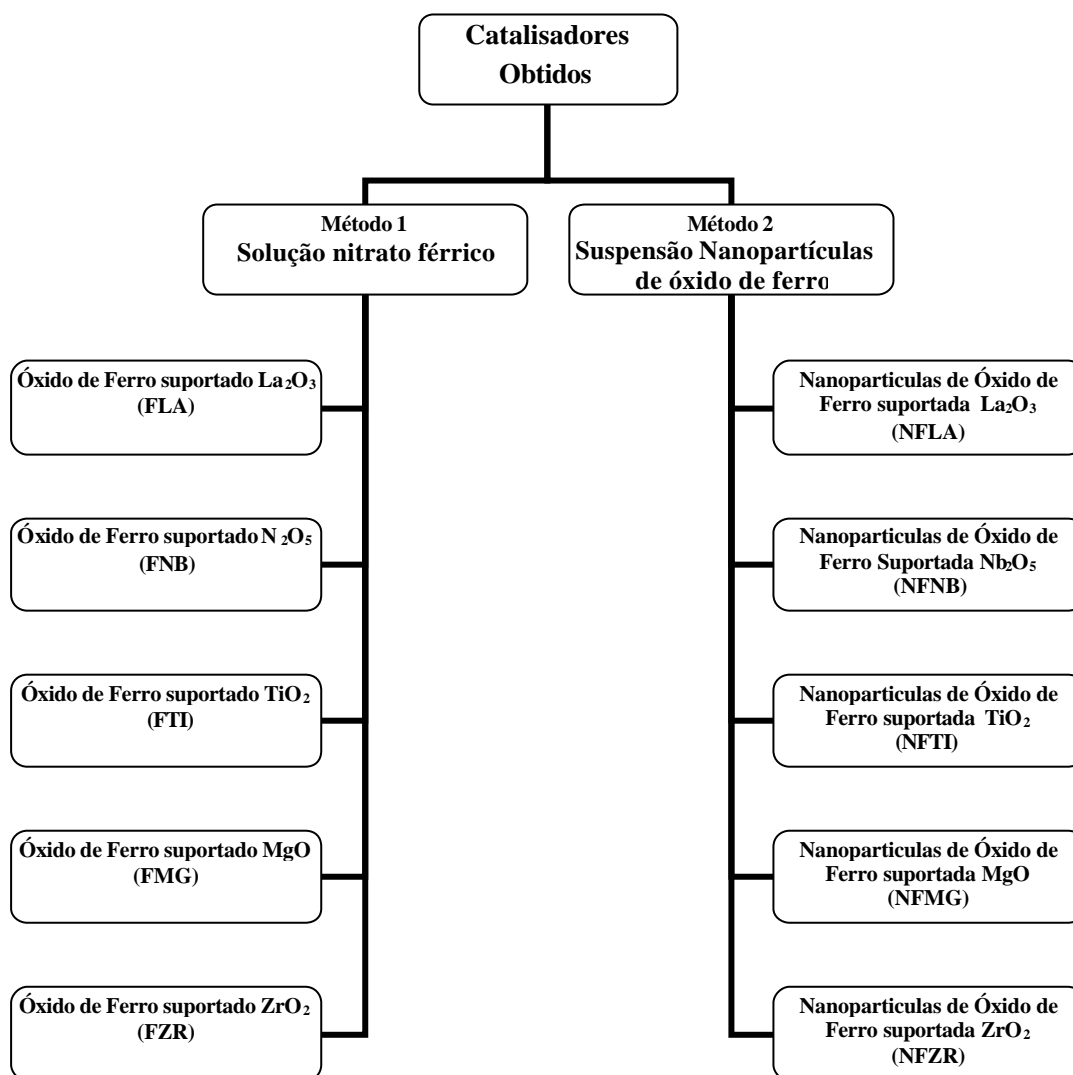 Catalisadores
Obtidos
Método 1
Solução nitrato férrico
Método 2
Suspensão Nanopartículas
de óxido de ferro
Óxido de Ferro suportado La₂O₃
(FLA)
Óxido de Ferro suportado N₂O₅
(FNB)
Óxido de Ferro suportado TiO₂
(FTI)
Óxido de Ferro suportado MgO
(FMG)
Óxido de Ferro suportado ZrO₂
(FZR)
Nanoparticulas de Óxido de
Ferro suportada La₂O₃
(NFLA)
Nanoparticulas de Óxido de
Ferro Suportada Nb₂O₅
(NFNB)
Nanoparticulas de Óxido de
Ferro suportada TiO₂
(NFTI)
Nanoparticulas de Óxido de
Ferro suportada MgO
(NFMG)
Nanoparticulas de Óxido de
Ferro suportada ZrO₂
(NFZR)